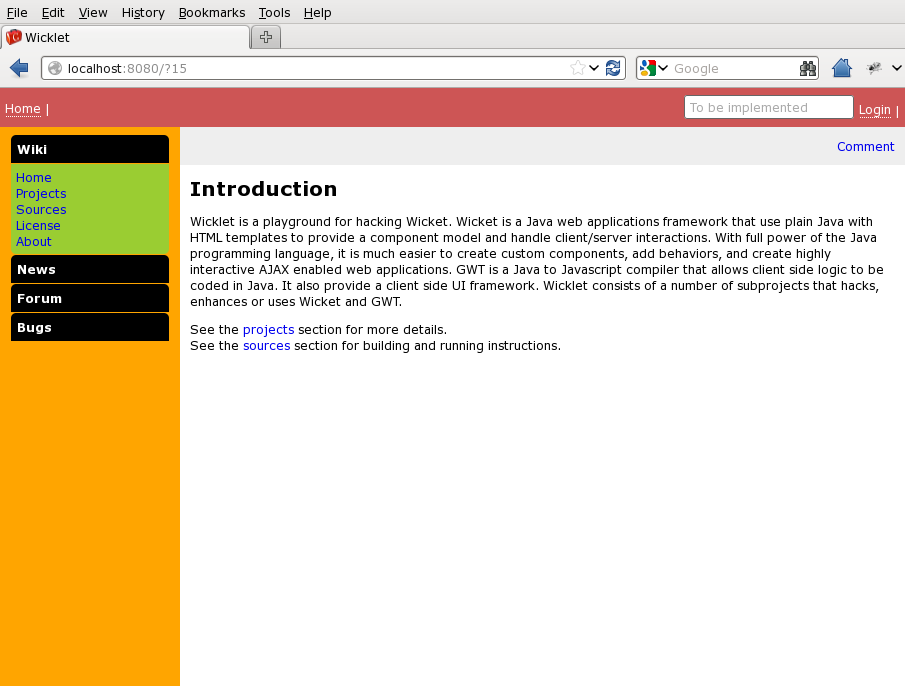 File Edit View History Bookmarks Tools Help
Wicklet
localhost:8080/?15
Google
Home |
To be implemented
Login |
Wiki
Home
Projects
Sources
License
About
News
Forum
Bugs
Comment
Introduction
Wicklet is a playground for hacking Wicket. Wicket is a Java web applications framework that use plain Java with
HTML templates to provide a component model and handle client/server interactions. With full power of the Java
programming language, it is much easier to create custom components, add behaviors, and create highly
interactive AJAX enabled web applications. GWT is a Java to Javascript compiler that allows client side logic to be
coded in Java. It also provide a client side UI framework. Wicklet consists of a number of subprojects that hacks,
enhances or uses Wicket and GWT.
See the projects section for more details.
See the sources section for building and running instructions.